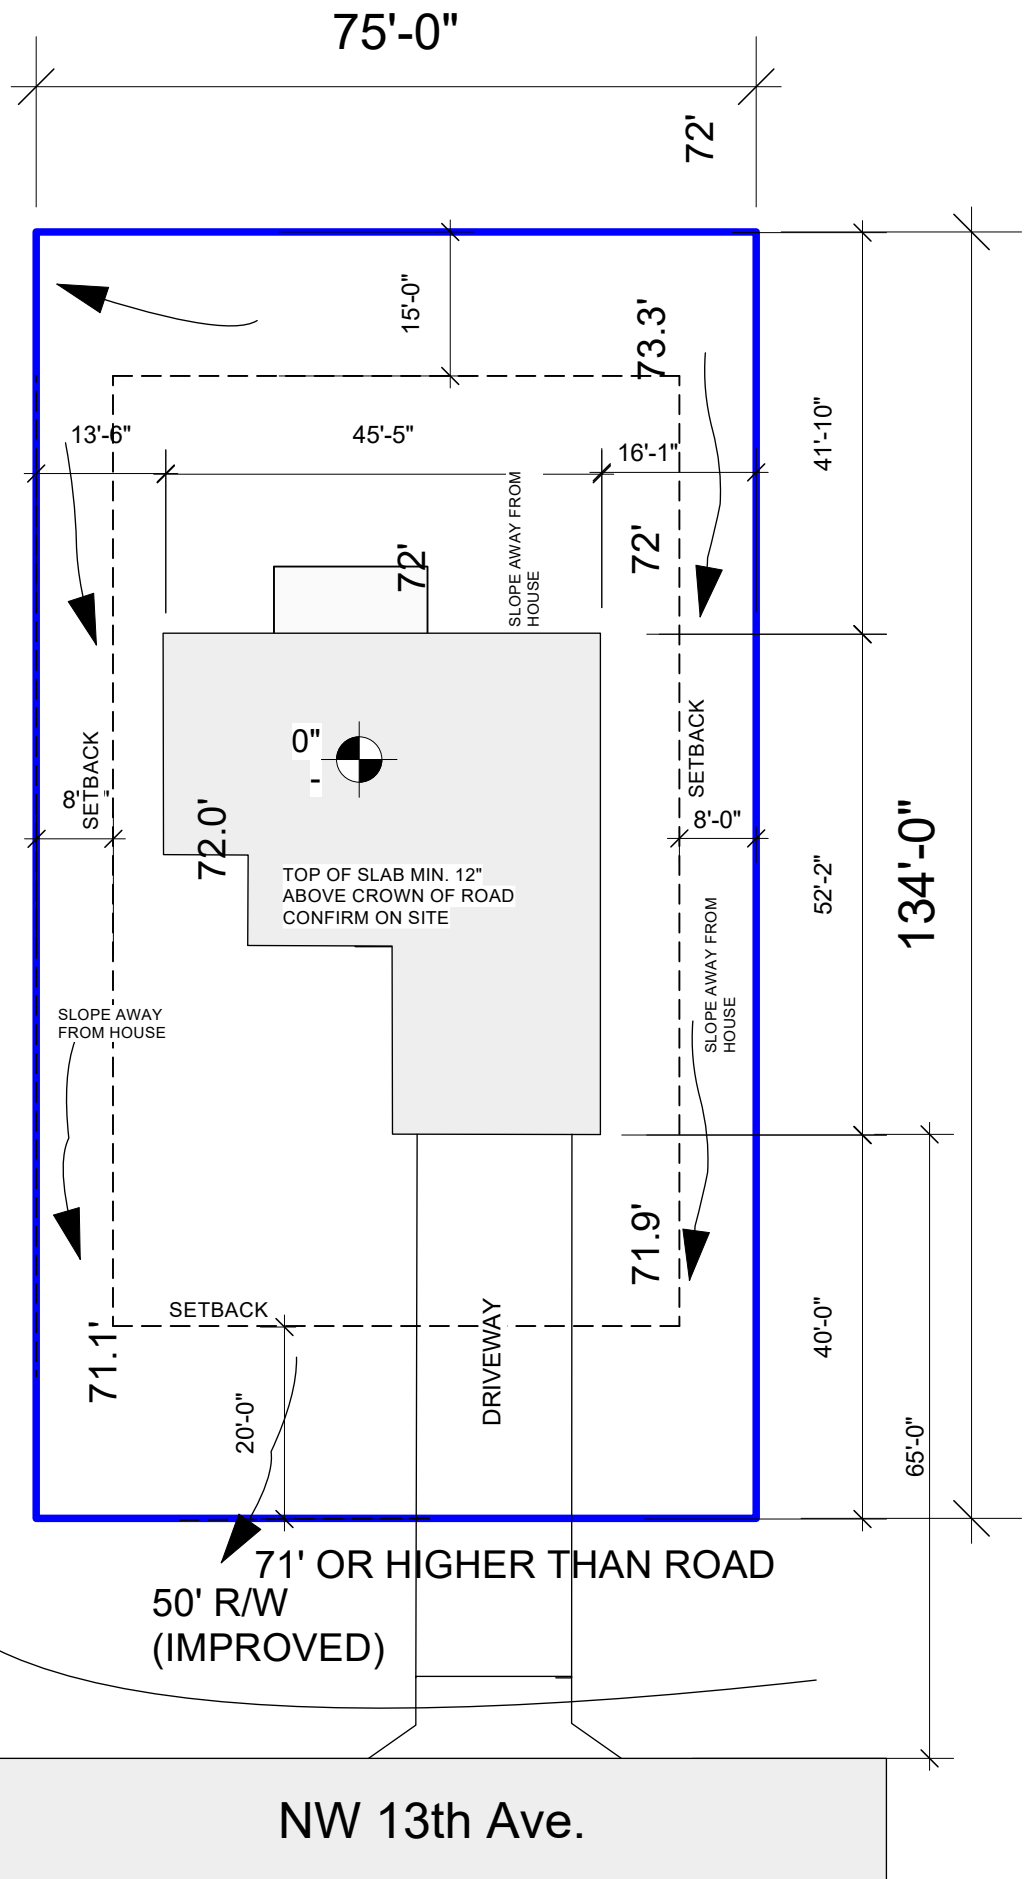 75'-0"
72'
15'-0"
73.3'
13'-6"
45'-5"
16'-1"
41'-10"
SLOPE AWAY FROM
HOUSE
72'
72'
0"
-
SETBACK
SETBACK
8'
"
8'-0"
72.0'
134'-0"
TOP OF SLAB MIN. 12"
ABOVE CROWN OF ROAD
CONFIRM ON SITE
52'-2"
SLOPE AWAY FROM
HOUSE
SLOPE AWAY
FROM HOUSE
71.9'
SETBACK
71.1'
DRIVEWAY
40'-0"
20'-0"
65'-0"
71' OR HIGHER THAN ROAD
50' R/W
(IMPROVED)
NW 13th Ave.